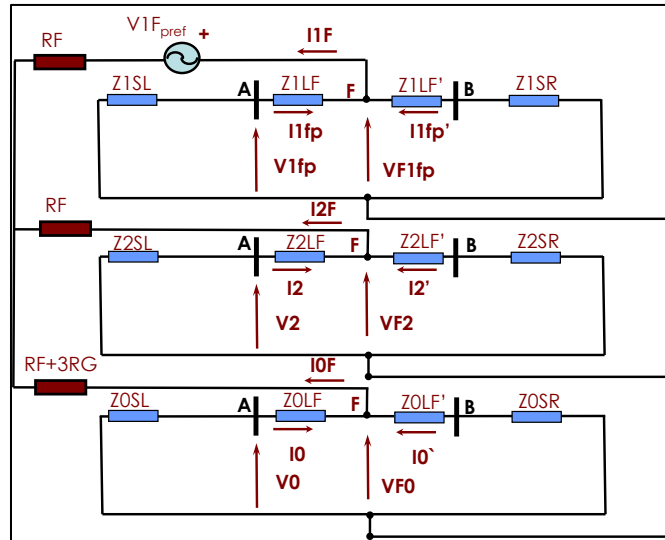 V1Fpref + I1F
RF
Z1SL A Z1LF F Z1LF' B Z1SR
I1fp I1fp'
V1fp VF1fp
RF I2F
Z2SL A Z2LF F Z2LF' B Z2SR
I2 I2'
V2 VF2
RF+3RG I0F
Z0SL A Z0LF F Z0LF' B Z0SR
I0 I0`
V0 VF0